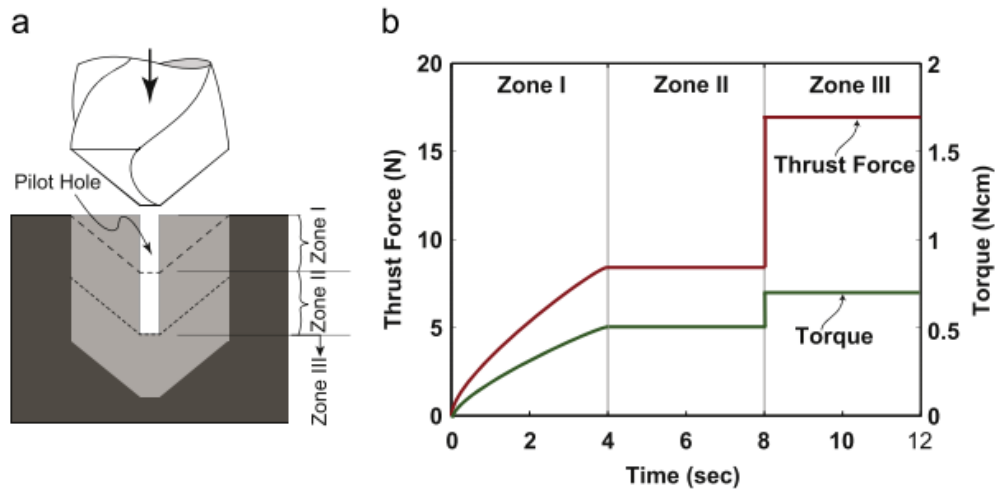 a
Pilot Hole
Zone I
Zone II
Zone III
b
20
15
10
5
0
Thrust Force (N)
Zone I
Zone II
Zone III
Thrust Force
Torque
2
1.5
1
0.5
0
Torque (Ncm)
0
2
4
6
8
10
12
Time (sec)